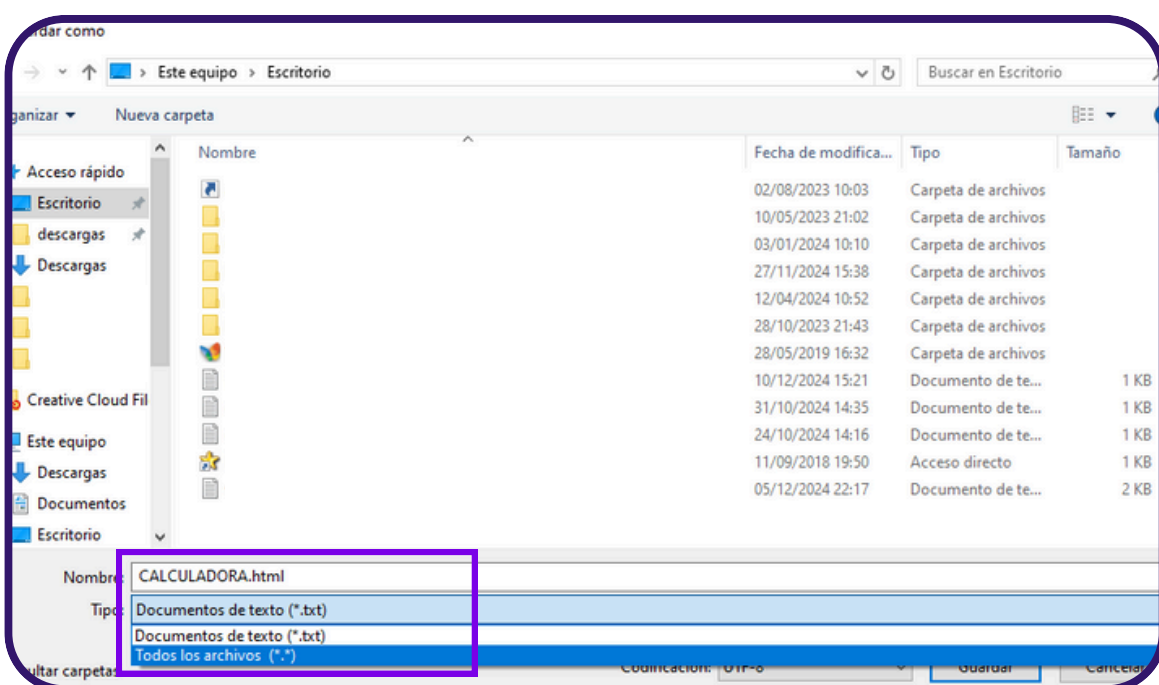 rdar como
Este equipo > Escritorio
Buscar en Escritorio
ganizar
Nueva carpeta
Nombre
Fecha de modifica...
Tipo
Tamaño
Acceso rápido
Escritorio
descargas
Descargas
Creative Cloud Fil
Este equipo
Descargas
Documentos
Escritorio
02/08/2023 10:03 Carpeta de archivos
10/05/2023 21:02 Carpeta de archivos
03/01/2024 10:10 Carpeta de archivos
27/11/2024 15:38 Carpeta de archivos
12/04/2024 10:52 Carpeta de archivos
28/10/2023 21:43 Carpeta de archivos
28/05/2019 16:32 Carpeta de archivos
10/12/2024 15:21 Documento de te... 1 KB
31/10/2024 14:35 Documento de te... 1 KB
24/10/2024 14:16 Documento de te... 1 KB
11/09/2018 19:50 Acceso directo 1 KB
05/12/2024 22:17 Documento de te... 2 KB
Nombre: CALCULADORA.html
Tipo: Documentos de texto (*.txt)
Documentos de texto (*.txt)
Todos los archivos (*.*)
ultar carpetas
Codificación: UTF-8
Guardar
Cancelar